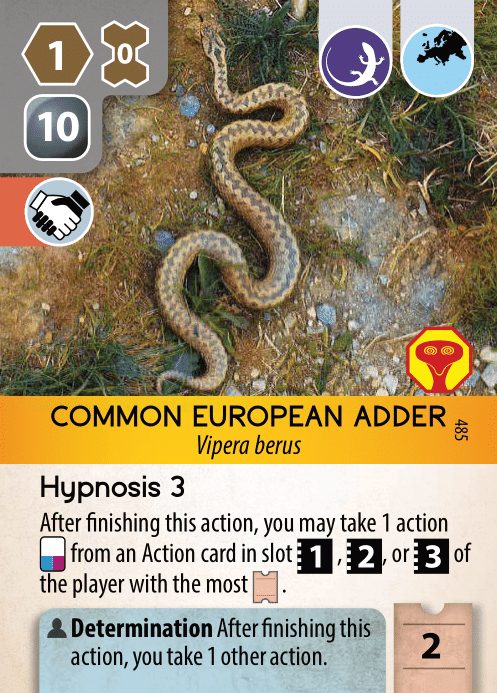 1
0
10
COMMON EUROPEAN ADDER
Vipera berus
485
Hypnosis 3
After finishing this action, you may take 1 action
from an Action card in slot 1, 2, or 3 of
the player with the most .
Determination After finishing this
action, you take 1 other action.
2